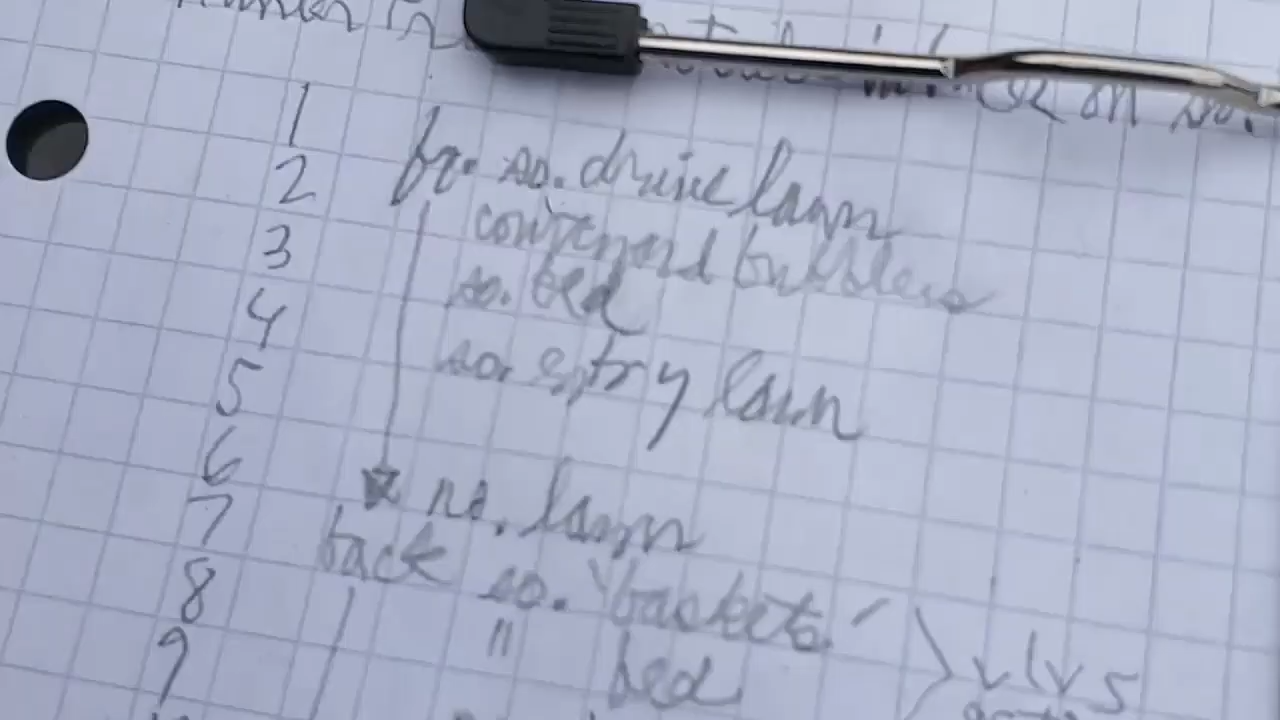 1
2 fr. so. drive lawn
3 courtyard bubblers
4 so. bed
5 so. entry lawn
6
7 no. lawn
8 back so. "baskets."
9 " bed vlvs